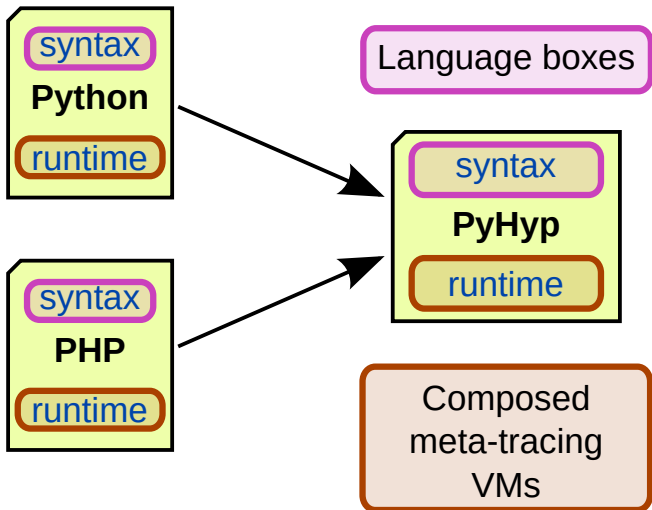 syntax
Python
runtime
syntax
PHP
runtime
Language boxes
syntax
PyHyp
runtime
Composed
meta-tracing
VMs